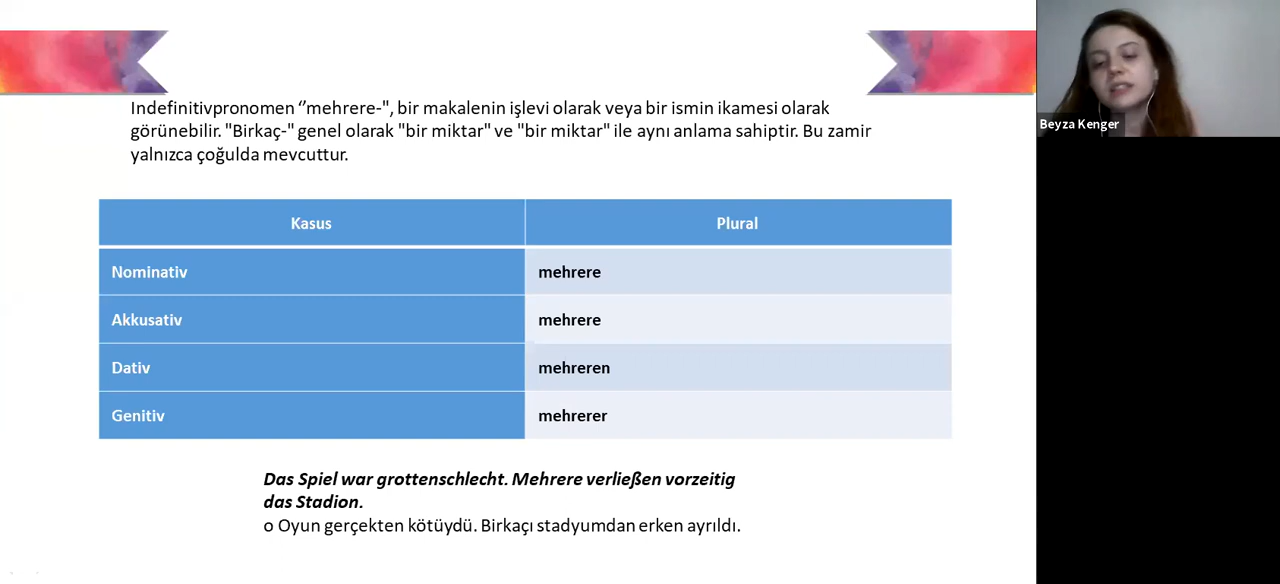 Indefinitivpronomen ‘’mehrere-", bir makalenin işlevi olarak veya bir ismin ikamesi olarak
görünebilir. "Birkaç-" genel olarak "bir miktar" ve "bir miktar" ile aynı anlama sahiptir. Bu zamir
yalnızca çoğulda mevcuttur.
Beyza Kenger
Kasus Plural
Nominativ mehrere
Akkusativ mehrere
Dativ mehreren
Genitiv mehrerer
Das Spiel war grottenschlecht. Mehrere verließen vorzeitig
das Stadion.
o Oyun gerçekten kötüydü. Birkaçı stadyumdan erken ayrıldı.